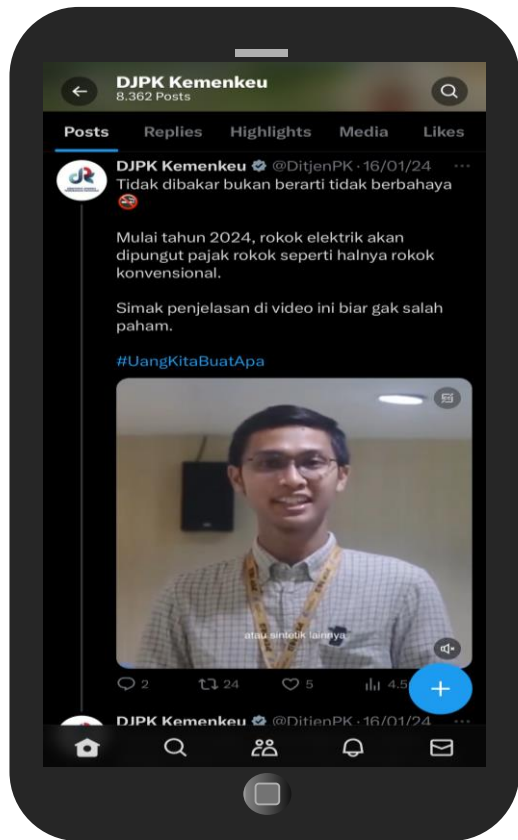 DJPK Kemenkeu
8.362 Posts
Posts Replies Highlights Media Likes
DJPK Kemenkeu @DitjenPK · 16/01/24 ...
Tidak dibakar bukan berarti tidak berbahaya
Mulai tahun 2024, rokok elektrik akan
dipungut pajak rokok seperti halnya rokok
konvensional.
Simak penjelasan di video ini biar gak salah
paham.
#UangKitaBuatApa
atau sintetik lainnya
2 24 5 4.5
DJPK Kemenkeu @DitjenPK · 16/01/24 ...